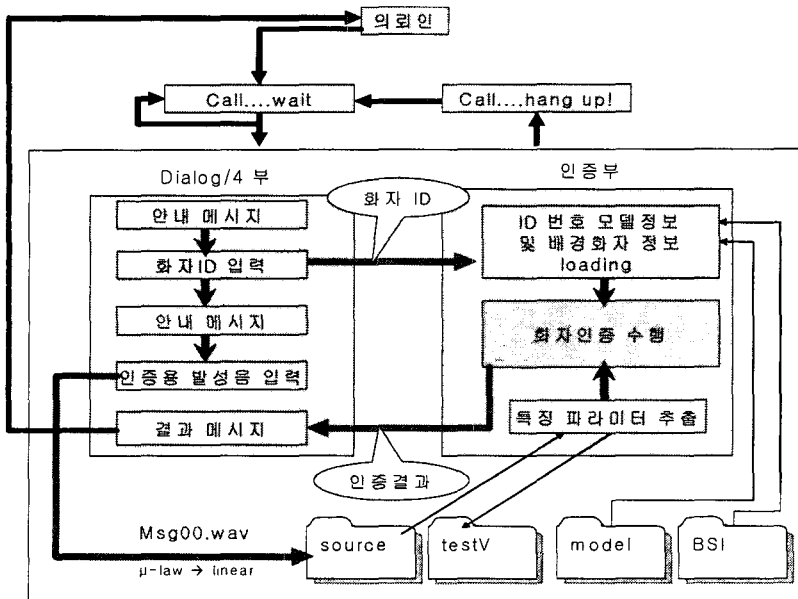 의뢰인
Call....wait
Call....hang up!
Dialog/4 부
인증부
안내 메시지
화자 ID
ID 번호 모델정보
및 배경화자 정보
loading
화자ID 입력
안내 메시지
화자인증 수행
인증용 발성음 입력
결과 메시지
특징 파라미터 추출
인증결과
Msg00.wav
μ-law → linear
source
testV
model
BSI